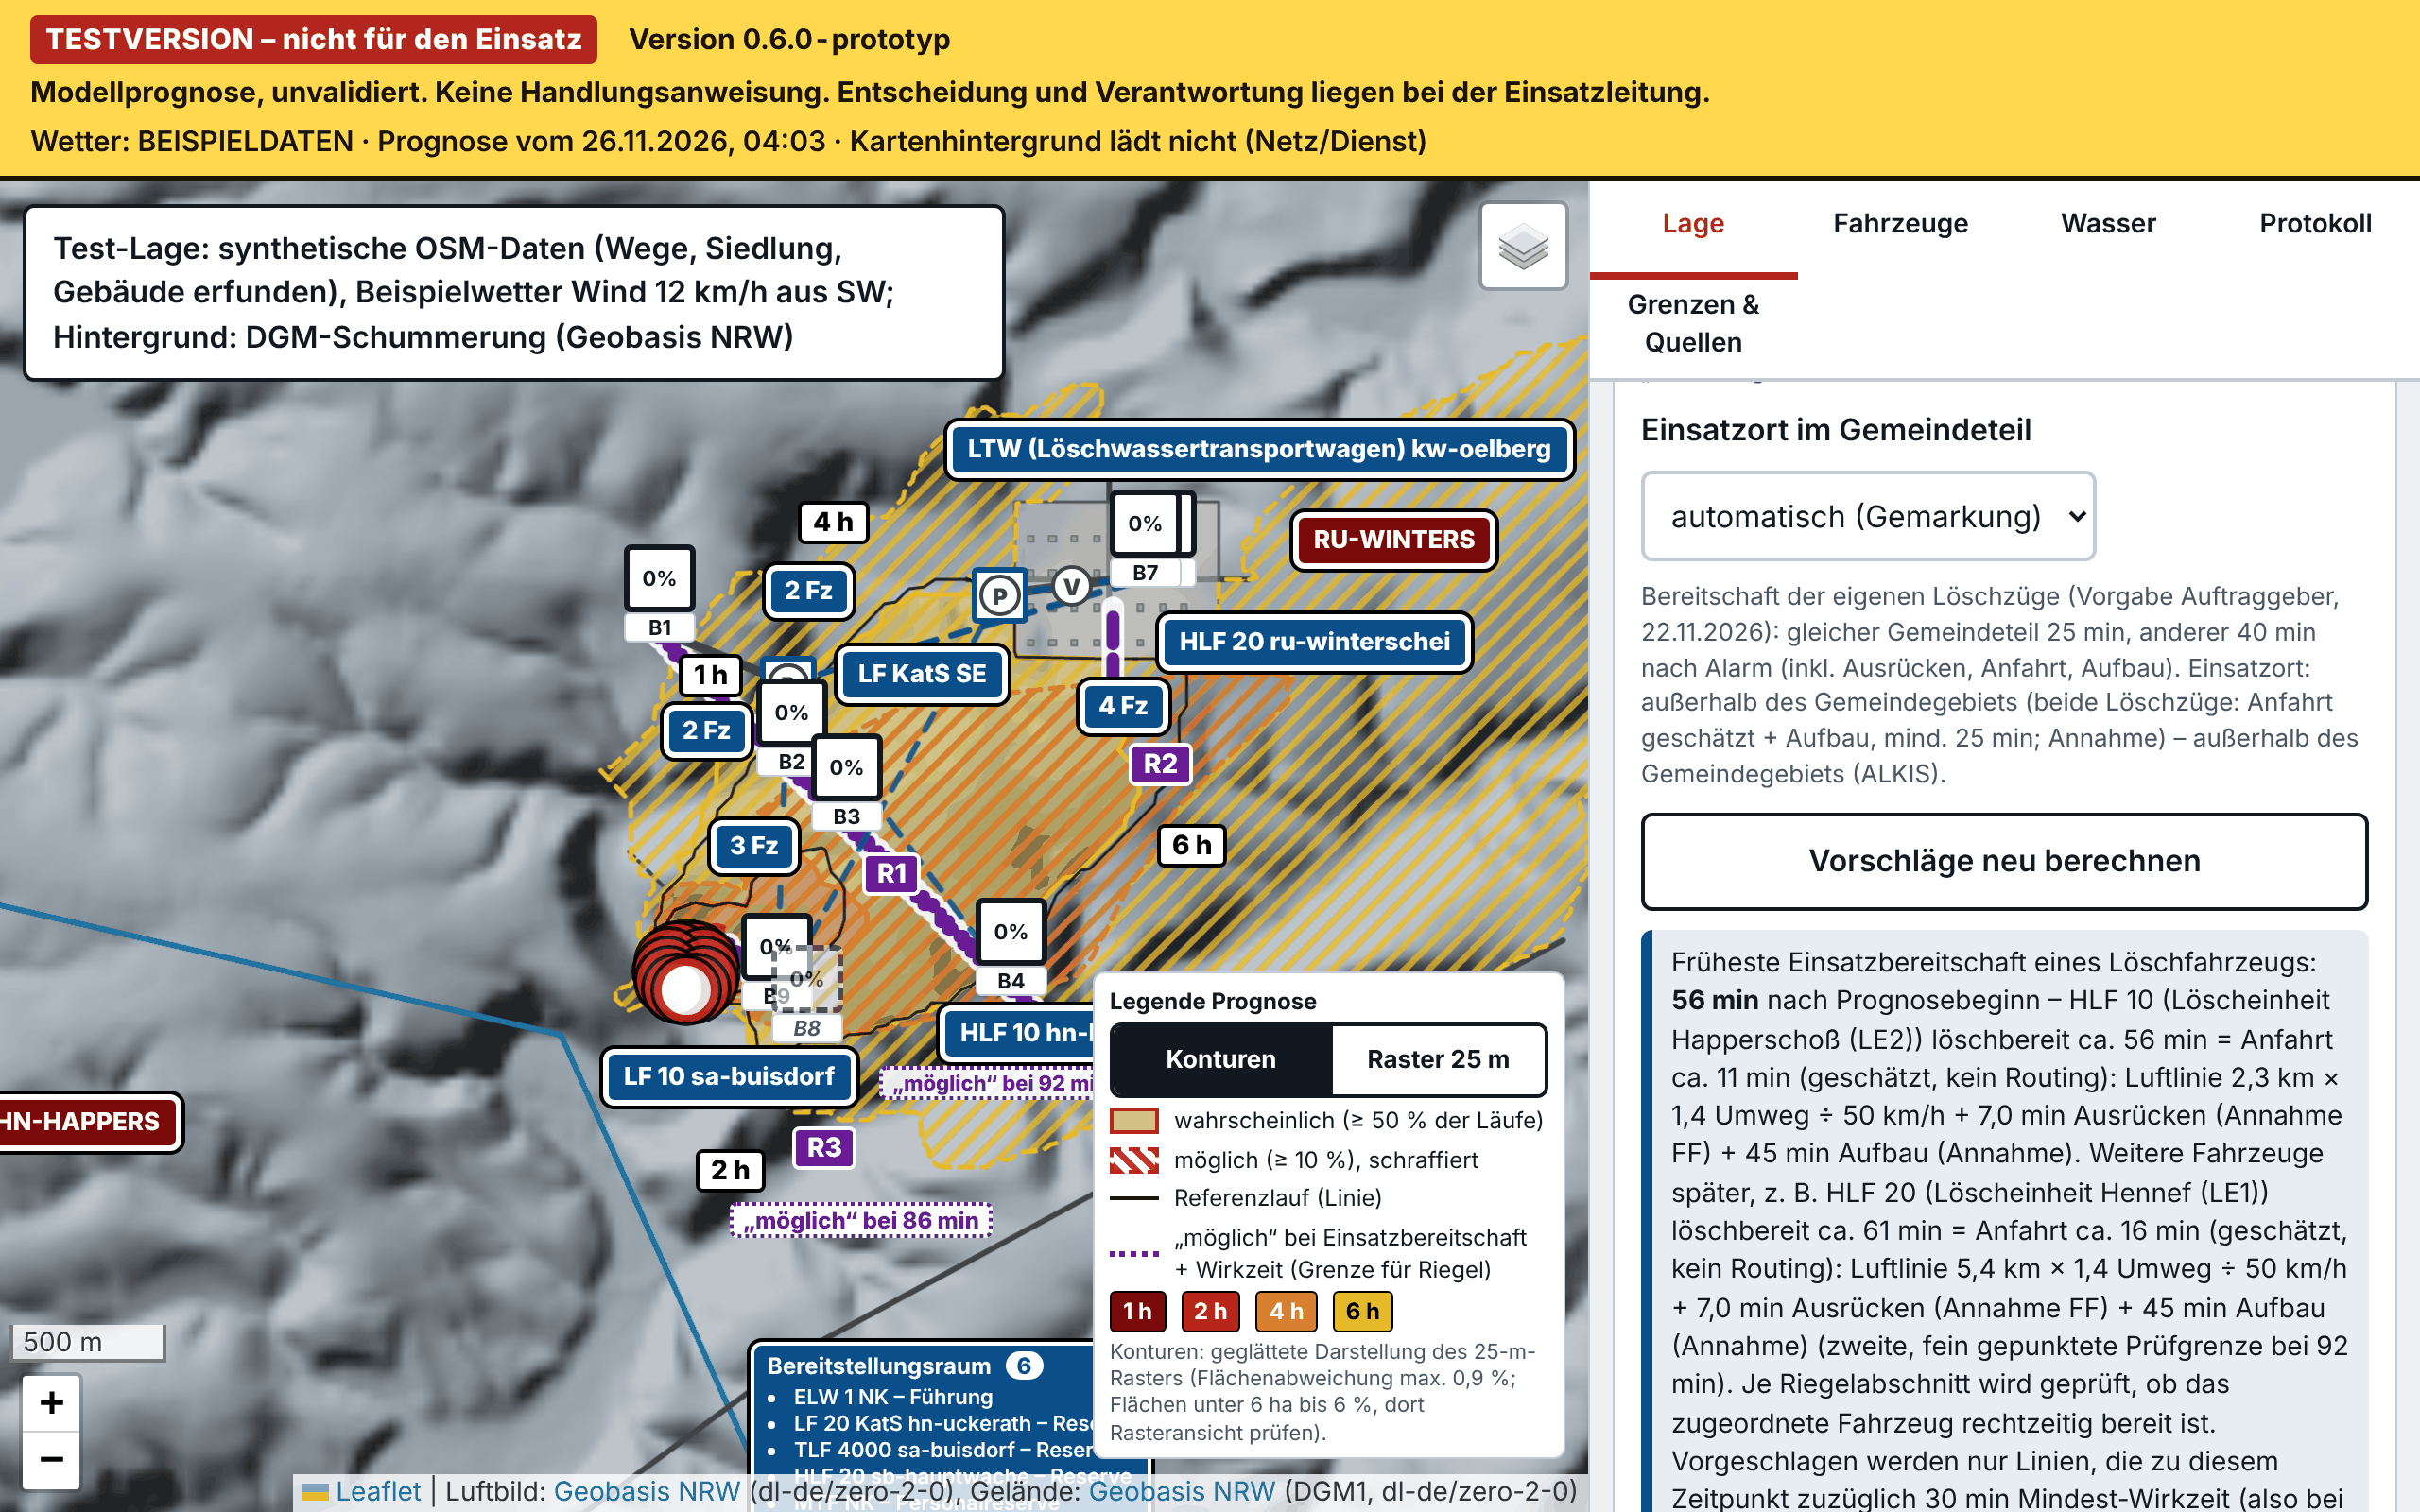 TESTVERSION – nicht für den Einsatz Version 0.6.0-prototyp
Modellprognose, unvalidiert. Keine Handlungsanweisung. Entscheidung und Verantwortung liegen bei der Einsatzleitung.
Wetter: BEISPIELDATEN · Prognose vom 26.11.2026, 04:03 · Kartenhintergrund lädt nicht (Netz/Dienst)
Test-Lage: synthetische OSM-Daten (Wege, Siedlung,
Gebäude erfunden), Beispielwetter Wind 12 km/h aus SW;
Hintergrund: DGM-Schummerung (Geobasis NRW)
LTW (Löschwassertransportwagen) kw-oelberg
4 h
0%
B7
RU-WINTERS
0%
B1
2 Fz
P
V
1 h
LF KatS SE
HLF 20 ru-winterschei
2 Fz
0%
B2
4 Fz
R2
0%
B3
3 Fz
R1
6 h
0%
B9
0%
B8
0%
B4
HLF 10 hn-
LF 10 sa-buisdorf
„möglich“ bei 92 mi
HN-HAPPERS
R3
2 h
„möglich“ bei 86 min
Legende Prognose
Konturen Raster 25 m
wahrscheinlich (≥ 50 % der Läufe)
möglich (≥ 10 %), schraffiert
Referenzlauf (Linie)
„möglich“ bei Einsatzbereitschaft
+ Wirkzeit (Grenze für Riegel)
1 h 2 h 4 h 6 h
Konturen: geglättete Darstellung des 25-m-
Rasters (Flächenabweichung max. 0,9 %;
Flächen unter 6 ha bis 6 %, dort
Rasteransicht prüfen).
500 m
+
−
Bereitstellungsraum 6
ELW 1 NK – Führung
LF 20 KatS hn-uckerath – Rese
TLF 4000 sa-buisdorf – Reser
HLF 20 sb-hauptwache – Reserve
MTF NK – Personalreserve
Leaflet | Luftbild: Geobasis NRW (dl-de/zero-2-0), Gelände: Geobasis NRW (DGM1, dl-de/zero-2-0)
Lage Fahrzeuge Wasser Protokoll
Grenzen &
Quellen
Einsatzort im Gemeindeteil
automatisch (Gemarkung)
Bereitschaft der eigenen Löschzüge (Vorgabe Auftraggeber,
22.11.2026): gleicher Gemeindeteil 25 min, anderer 40 min
nach Alarm (inkl. Ausrücken, Anfahrt, Aufbau). Einsatzort:
außerhalb des Gemeindegebiets (beide Löschzüge: Anfahrt
geschätzt + Aufbau, mind. 25 min; Annahme) – außerhalb des
Gemeindegebiets (ALKIS).
Vorschläge neu berechnen
Früheste Einsatzbereitschaft eines Löschfahrzeugs:
56 min nach Prognosebeginn – HLF 10 (Löscheinheit
Happerschoß (LE2)) löschbereit ca. 56 min = Anfahrt
ca. 11 min (geschätzt, kein Routing): Luftlinie 2,3 km ×
1,4 Umweg ÷ 50 km/h + 7,0 min Ausrücken (Annahme
FF) + 45 min Aufbau (Annahme). Weitere Fahrzeuge
später, z. B. HLF 20 (Löscheinheit Hennef (LE1))
löschbereit ca. 61 min = Anfahrt ca. 16 min (geschätzt,
kein Routing): Luftlinie 5,4 km × 1,4 Umweg ÷ 50 km/h
+ 7,0 min Ausrücken (Annahme FF) + 45 min Aufbau
(Annahme) (zweite, fein gepunktete Prüfgrenze bei 92
min). Je Riegelabschnitt wird geprüft, ob das
zugeordnete Fahrzeug rechtzeitig bereit ist.
Vorgeschlagen werden nur Linien, die zu diesem
Zeitpunkt zuzüglich 30 min Mindest-Wirkzeit (also bei